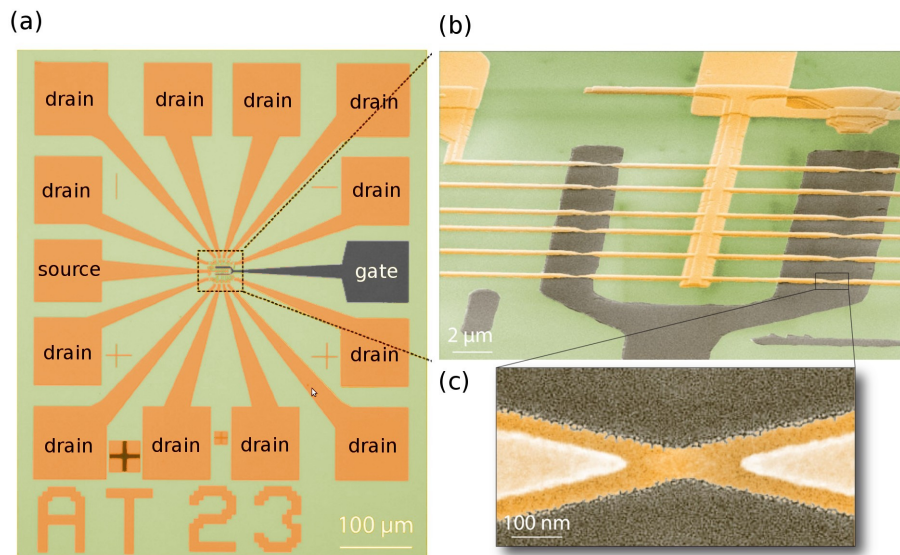 (a)
drain
drain
drain
drain
drain
drain
source
gate
drain
drain
drain
drain
drain
drain
AT 23
100 µm
(b)
2 µm
(c)
100 nm